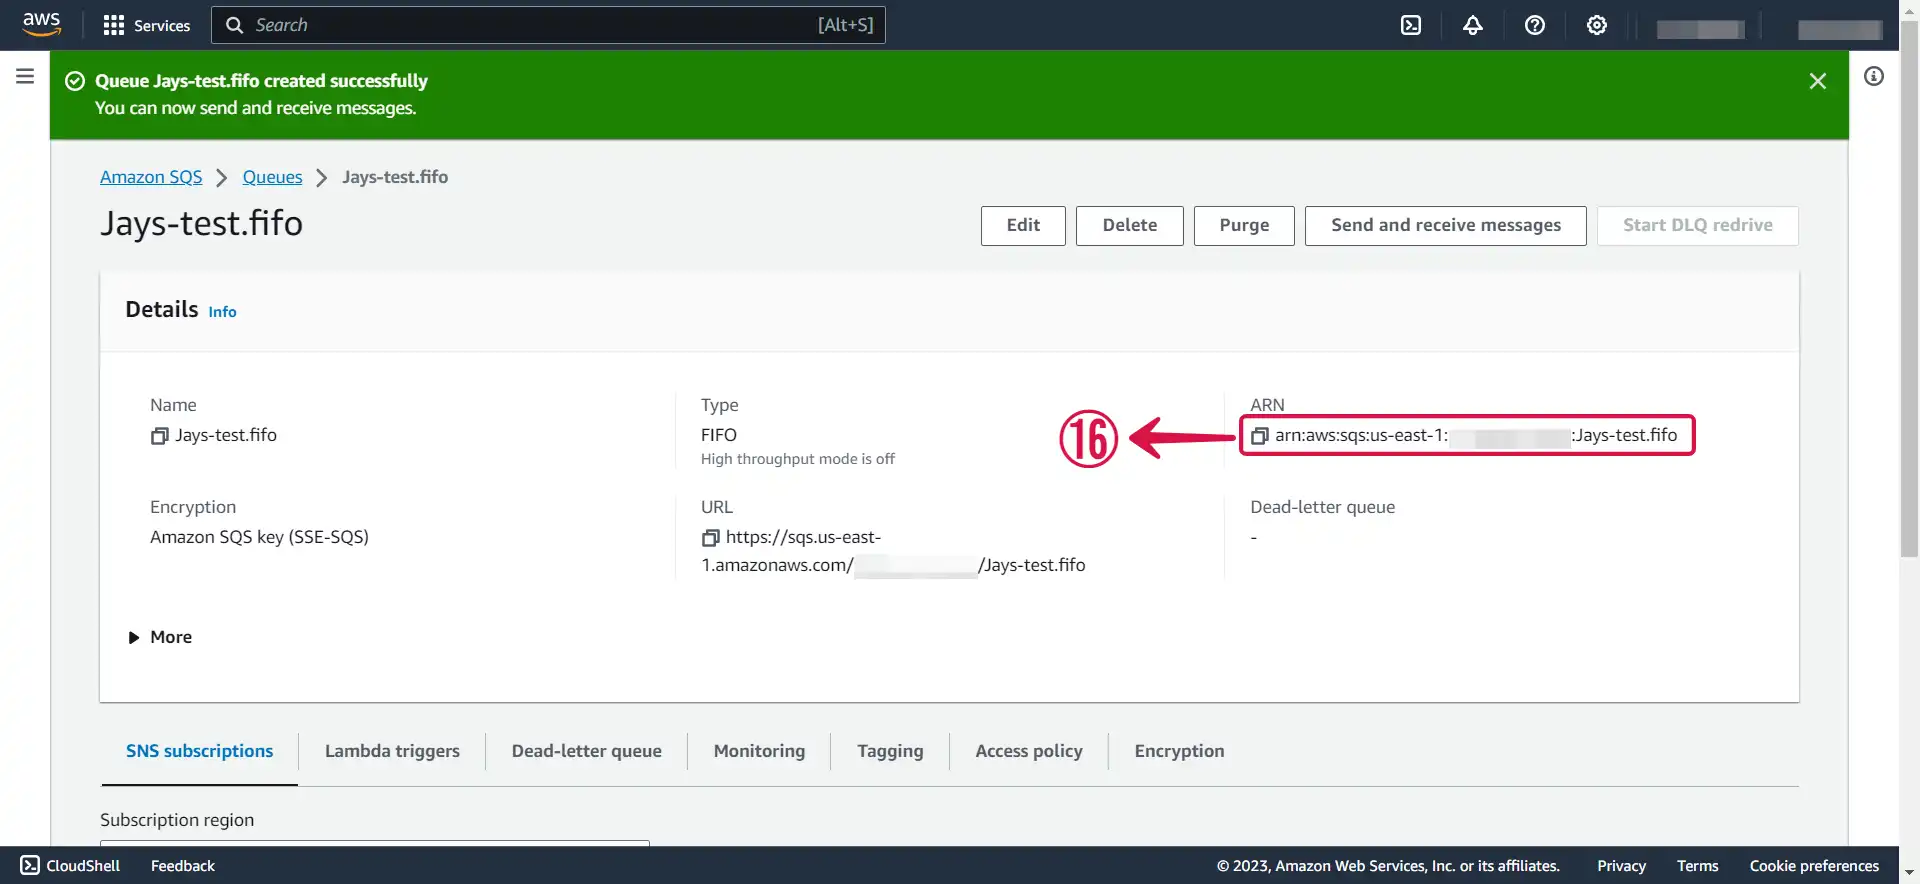 aws
Services
Search
[Alt+S]
Queue Jays-test.fifo created successfully
You can now send and receive messages.
Amazon SQS
Queues
Jays-test.fifo
Jays-test.fifo
Edit
Delete
Purge
Send and receive messages
Start DLQ redrive
Details
Info
Name
Jays-test.fifo
Type
FIFO
High throughput mode is off
16
ARN
arn:aws:sqs:us-east-1:
:Jays-test.fifo
Encryption
Amazon SQS key (SSE-SQS)
URL
https://sqs.us-east-
1.amazonaws.com/
/Jays-test.fifo
Dead-letter queue
-
More
SNS subscriptions
Lambda triggers
Dead-letter queue
Monitoring
Tagging
Access policy
Encryption
Subscription region
CloudShell
Feedback
© 2023, Amazon Web Services, Inc. or its affiliates.
Privacy
Terms
Cookie preferences